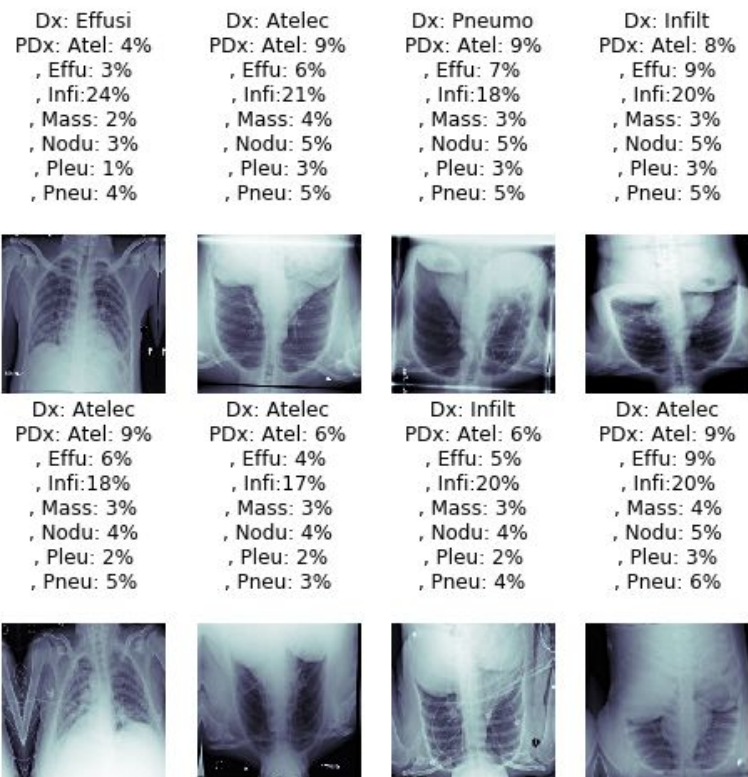 Dx: Effusi
PDx: Atel: 4%
, Effu: 3%
, Infi:24%
, Mass: 2%
, Nodu: 3%
, Pleu: 1%
, Pneu: 4%
Dx: Atelec
PDx: Atel: 9%
, Effu: 6%
, Infi:21%
, Mass: 4%
, Nodu: 5%
, Pleu: 3%
, Pneu: 5%
Dx: Pneumo
PDx: Atel: 9%
, Effu: 7%
, Infi:18%
, Mass: 3%
, Nodu: 5%
, Pleu: 3%
, Pneu: 5%
Dx: Infilt
PDx: Atel: 8%
, Effu: 9%
, Infi:20%
, Mass: 3%
, Nodu: 5%
, Pleu: 3%
, Pneu: 5%
Dx: Atelec
PDx: Atel: 9%
, Effu: 6%
, Infi:18%
, Mass: 3%
, Nodu: 4%
, Pleu: 2%
, Pneu: 5%
Dx: Atelec
PDx: Atel: 6%
, Effu: 4%
, Infi:17%
, Mass: 3%
, Nodu: 4%
, Pleu: 2%
, Pneu: 3%
Dx: Infilt
PDx: Atel: 6%
, Effu: 5%
, Infi:20%
, Mass: 3%
, Nodu: 4%
, Pleu: 2%
, Pneu: 4%
Dx: Atelec
PDx: Atel: 9%
, Effu: 9%
, Infi:20%
, Mass: 4%
, Nodu: 5%
, Pleu: 3%
, Pneu: 6%